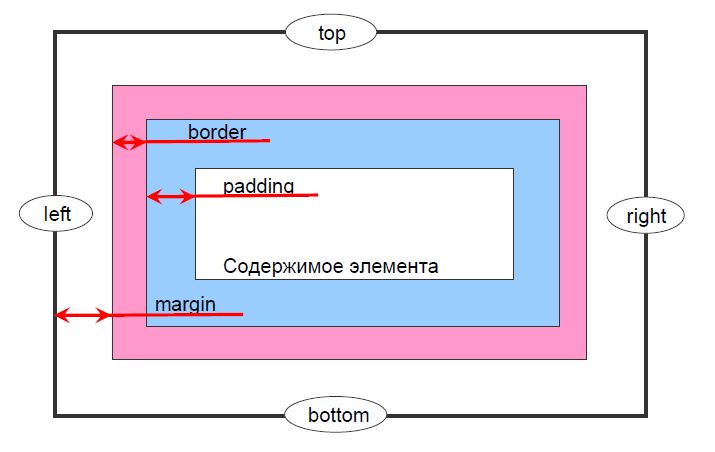 top
border
padding
left
right
Содержимое элемента
margin
bottom